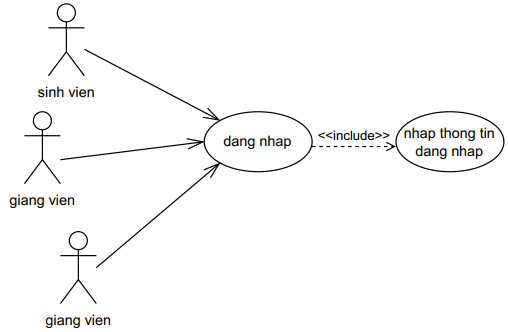 sinh vien
giang vien
dang nhap
<<include>>
nhap thong tin
dang nhap
giang vien